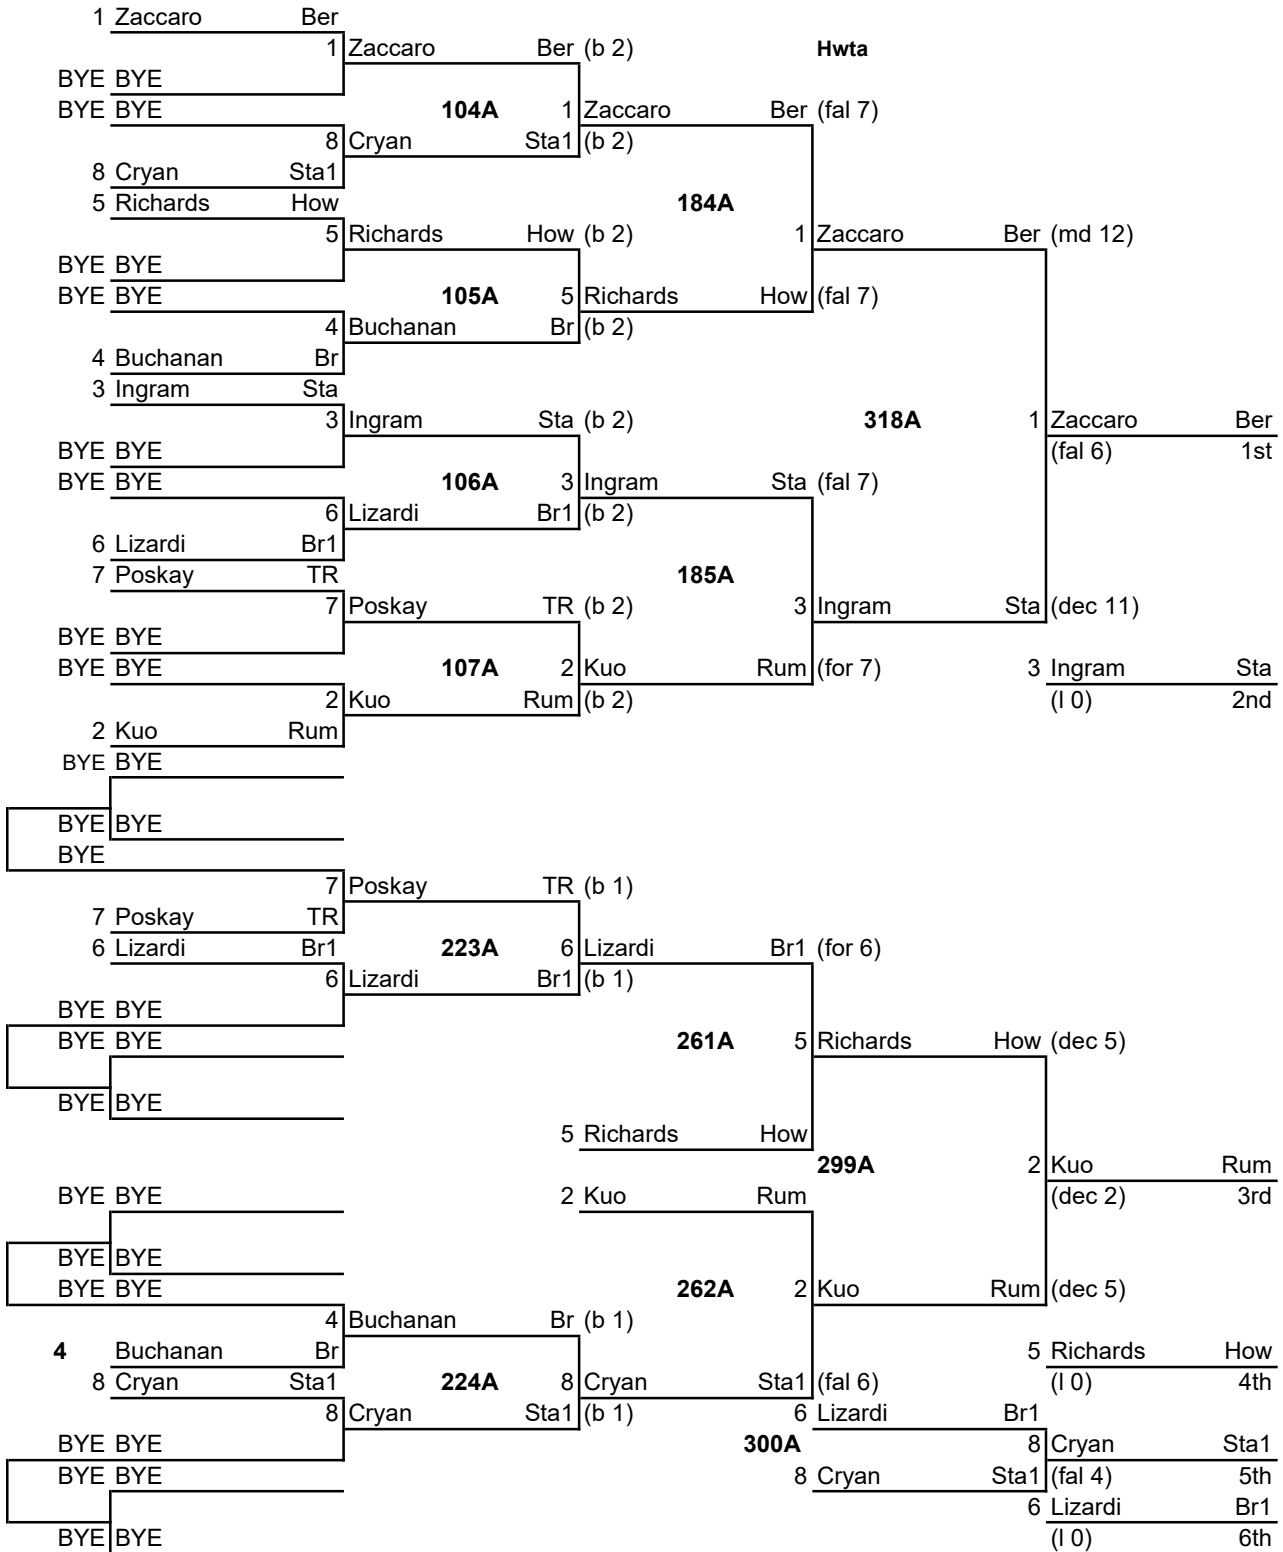 1 Zaccaro Ber
1 Zaccaro Ber (b 2) Hwta
BYE BYE
BYE BYE 104A 1 Zaccaro Ber (fal 7)
8 Cryan Sta1 (b 2)
8 Cryan Sta1
5 Richards How 184A
5 Richards How (b 2) 1 Zaccaro Ber (md 12)
BYE BYE
BYE BYE 105A 5 Richards How (fal 7)
4 Buchanan Br (b 2)
4 Buchanan Br
3 Ingram Sta
3 Ingram Sta (b 2) 318A 1 Zaccaro Ber
BYE BYE (fal 6) 1st
BYE BYE 106A 3 Ingram Sta (fal 7)
6 Lizardi Br1 (b 2)
6 Lizardi Br1
7 Poskay TR 185A
7 Poskay TR (b 2) 3 Ingram Sta (dec 11)
BYE BYE
BYE BYE 107A 2 Kuo Rum (for 7) 3 Ingram Sta
2 Kuo Rum (b 2) (l 0) 2nd
2 Kuo Rum
BYE BYE
BYE BYE
BYE
7 Poskay TR (b 1)
7 Poskay TR
6 Lizardi Br1 223A 6 Lizardi Br1 (for 6)
6 Lizardi Br1 (b 1)
BYE BYE
BYE BYE 261A 5 Richards How (dec 5)
BYE BYE
5 Richards How
299A 2 Kuo Rum
BYE BYE 2 Kuo Rum (dec 2) 3rd
BYE BYE
BYE BYE 262A 2 Kuo Rum (dec 5)
4 Buchanan Br (b 1)
4 Buchanan Br 5 Richards How
8 Cryan Sta1 224A 8 Cryan Sta1 (fal 6) (l 0) 4th
8 Cryan Sta1 (b 1) 6 Lizardi Br1
BYE BYE 300A 8 Cryan Sta1
BYE BYE 8 Cryan Sta1 (fal 4) 5th
6 Lizardi Br1
BYE BYE (l 0) 6th